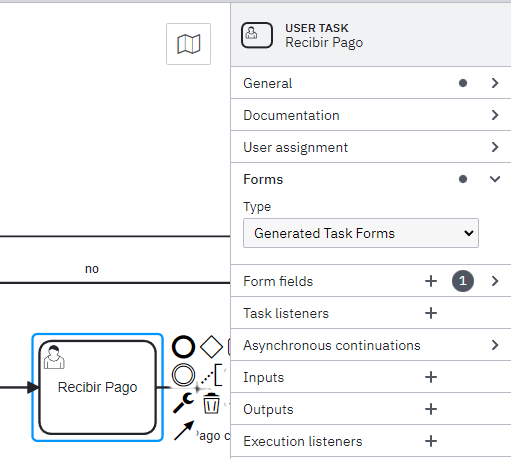 USER TASK
Recibir Pago
General
Documentation
User assignment
Forms
Type
Generated Task Forms
Form fields
1
Task listeners
Asynchronous continuations
Inputs
Outputs
Execution listeners
no
Recibir Pago